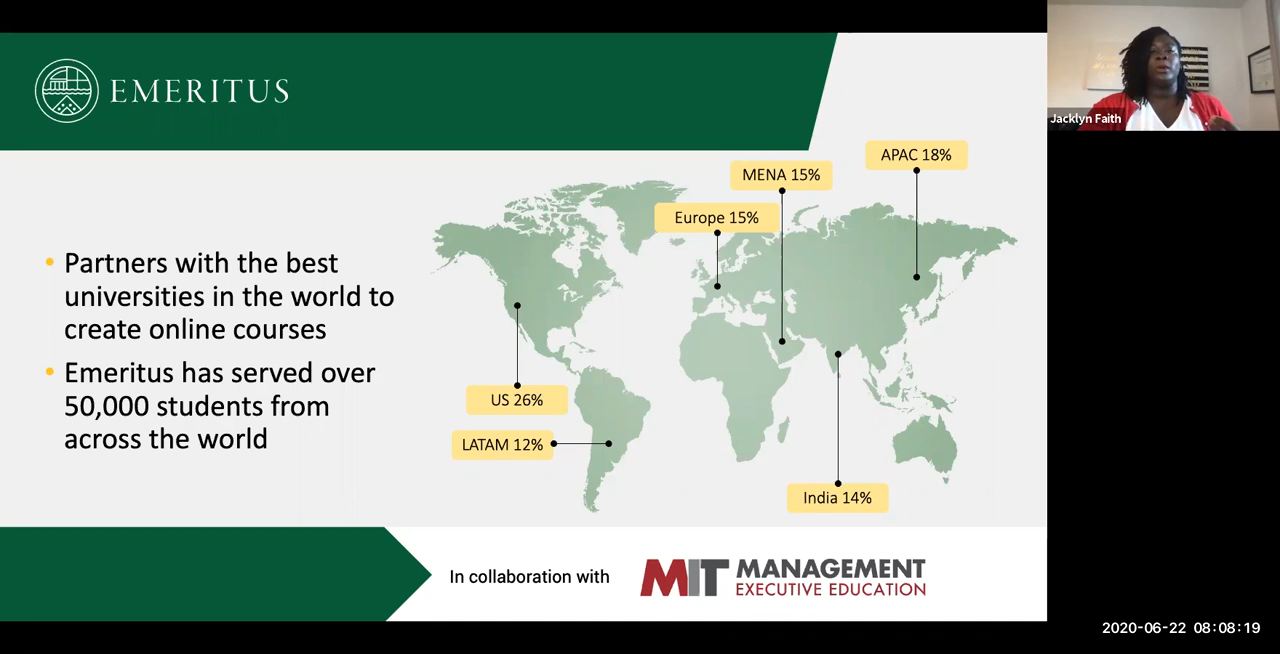 EMERITUS
Jacklyn Faith
APAC 18%
MENA 15%
Europe 15%
Partners with the best
universities in the world to
create online courses
Emeritus has served over
50,000 students from
across the world
US 26%
LATAM 12%
India 14%
In collaboration with
MIT MANAGEMENT
EXECUTIVE EDUCATION
2020-06-22 08:08:19